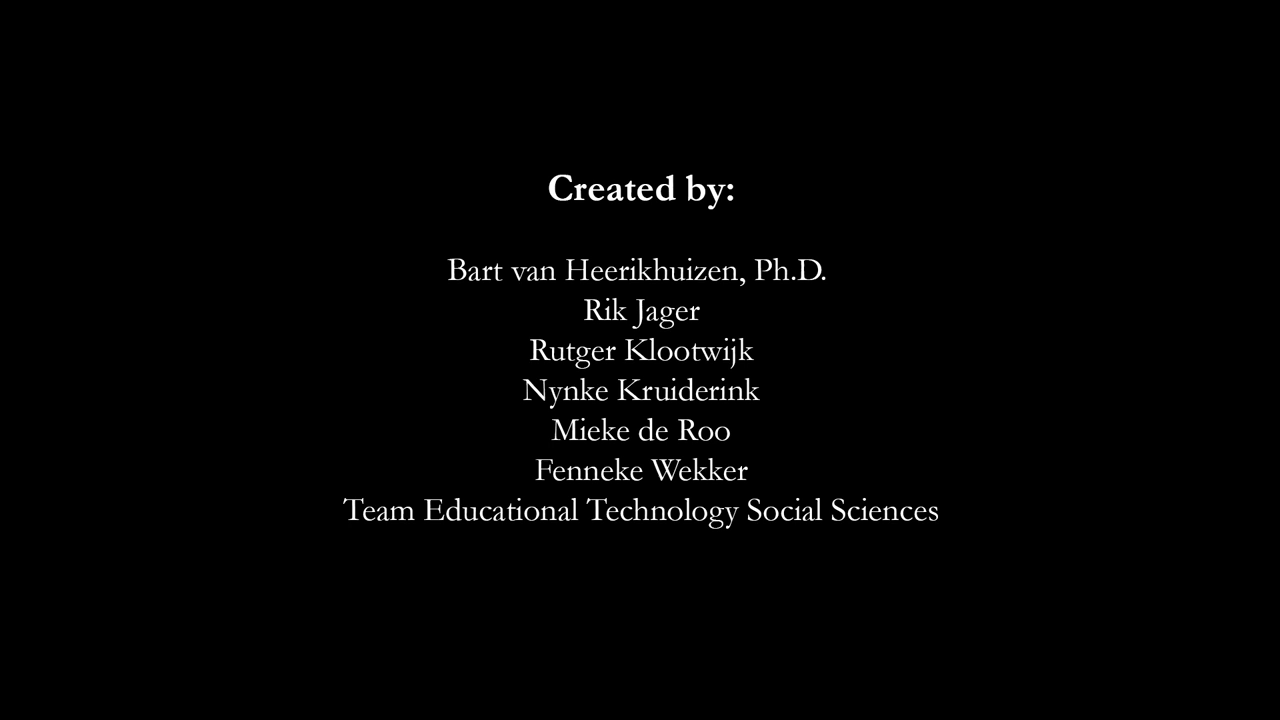 Created by:
Bart van Heerikhuizen, Ph.D.
Rik Jager
Rutger Klootwijk
Nynke Kruiderink
Mieke de Roo
Fenneke Wekker
Team Educational Technology Social Sciences